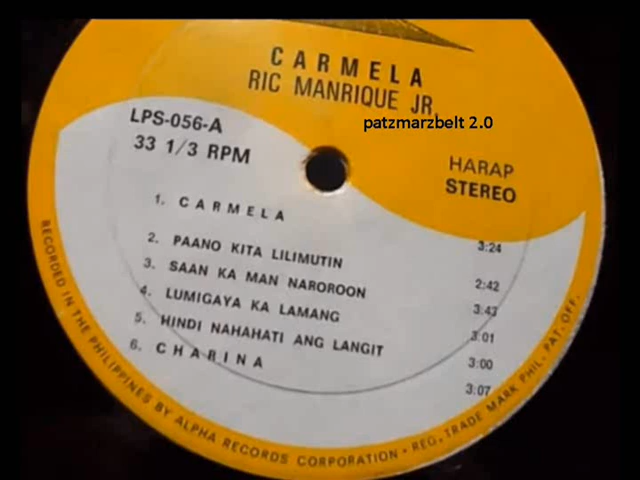 CARMELA
RIC MANRIQUE JR.
patzmarzbelt 2.0
LPS-056-A
33 1/3 RPM
HARAP
STEREO
1. CARMELA 3:24
2. PAANO KITA LILIMUTIN 2:42
3. SAAN KA MAN NAROROON 3:43
4. LUMIGAYA KA LAMANG 3:01
5. HINDI NAHAHATI ANG LANGIT 3:00
6. CHARINA 3:07
RECORDED IN THE PHILIPPINES BY ALPHA RECORDS CORPORATION • REG. TRADE MARK PHIL. PAT. OFF.